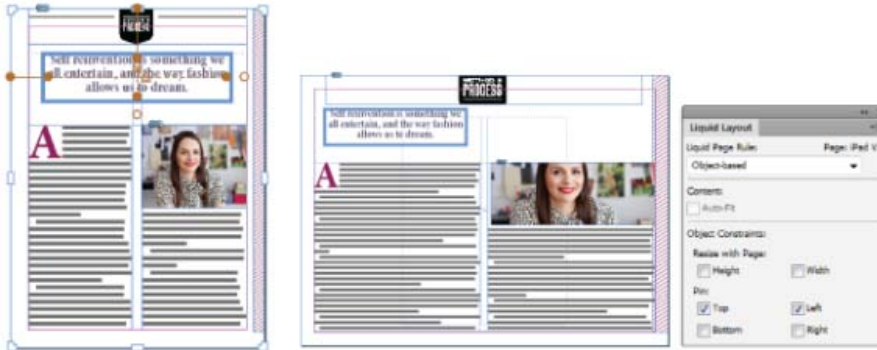 PROCESS
Self reinvention is something we
all entertain, and the way fashion
allows us to dream.
A
PROCESS
Self reinvention is something we
all entertain, and the way fashion
allows us to dream.
A
Liquid Layout
Liquid Page Rule:
Page: iPad V
Object-based
Content:
Auto-Fit
Object Constraints:
Resize with Page:
Height
Width
Pin:
Top
Left
Bottom
Right